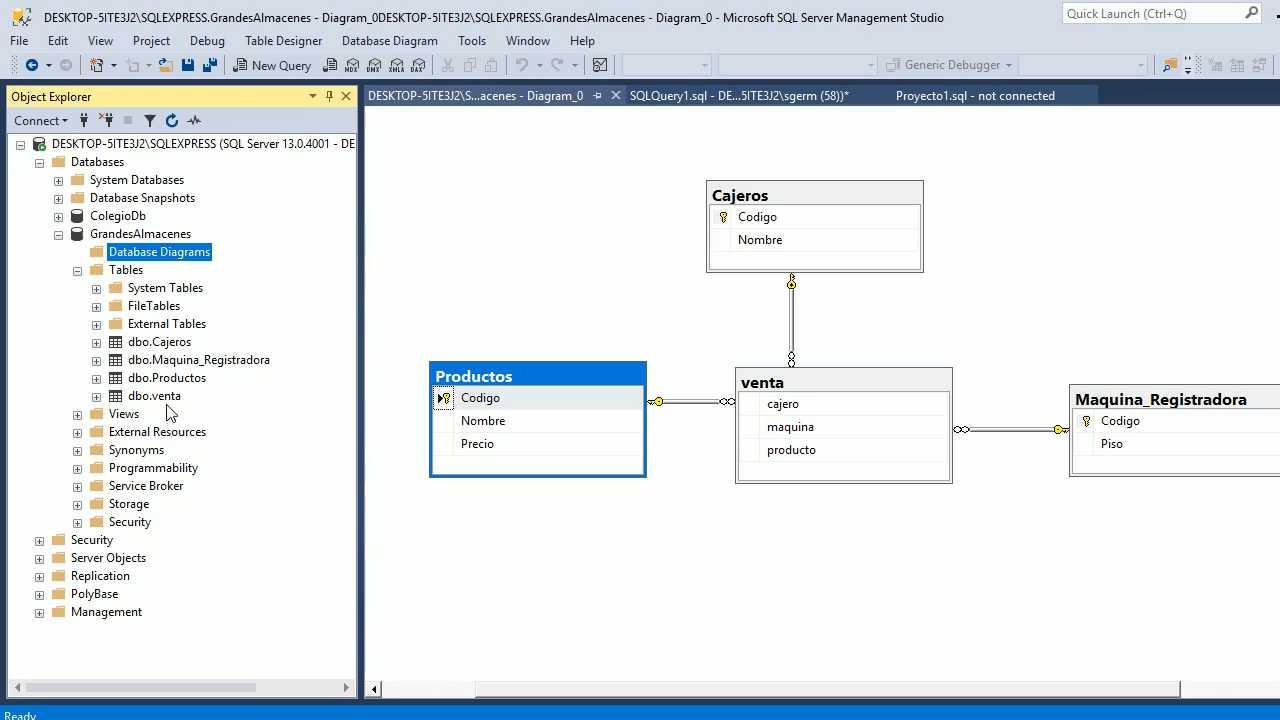 DESKTOP-5ITE3J2\SQLEXPRESS.GrandesAlmacenes - Diagram_0DESKTOP-5ITE3J2\SQLEXPRESS.GrandesAlmacenes - Diagram_0 - Microsoft SQL Server Management Studio
Quick Launch (Ctrl+Q)
File Edit View Project Debug Table Designer Database Diagram Tools Window Help
New Query MDX DMX XMLA DAX Generic Debugger
Object Explorer
DESKTOP-5ITE3J2\S...acenes - Diagram_0 SQLQuery1.sql - DE...5ITE3J2\sgerm (58))* Proyecto1.sql - not connected
Connect
DESKTOP-5ITE3J2\SQLEXPRESS (SQL Server 13.0.4001 - DE
Databases
System Databases
Database Snapshots
ColegioDb
GrandesAlmacenes
Database Diagrams
Tables
System Tables
FileTables
External Tables
dbo.Cajeros
dbo.Maquina_Registradora
dbo.Productos
dbo.venta
Views
External Resources
Synonyms
Programmability
Service Broker
Storage
Security
Security
Server Objects
Replication
PolyBase
Management
Cajeros
Codigo
Nombre
Productos
Codigo
Nombre
Precio
venta
cajero
maquina
producto
Maquina_Registradora
Codigo
Piso
Ready